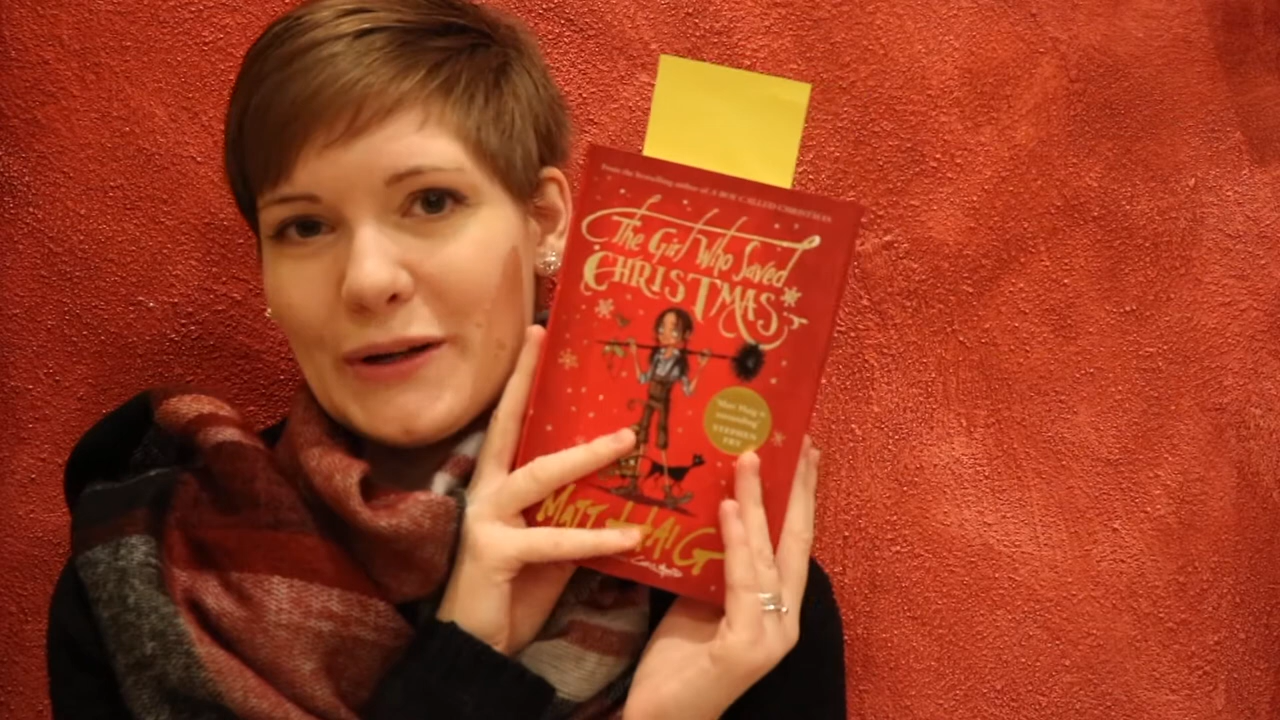 From the bestselling author of A BOY CALLED CHRISTMAS
The Girl Who Saved
CHRISTMAS
'Matt Haig is
astounding'
STEPHEN
FRY
MATT HAIG